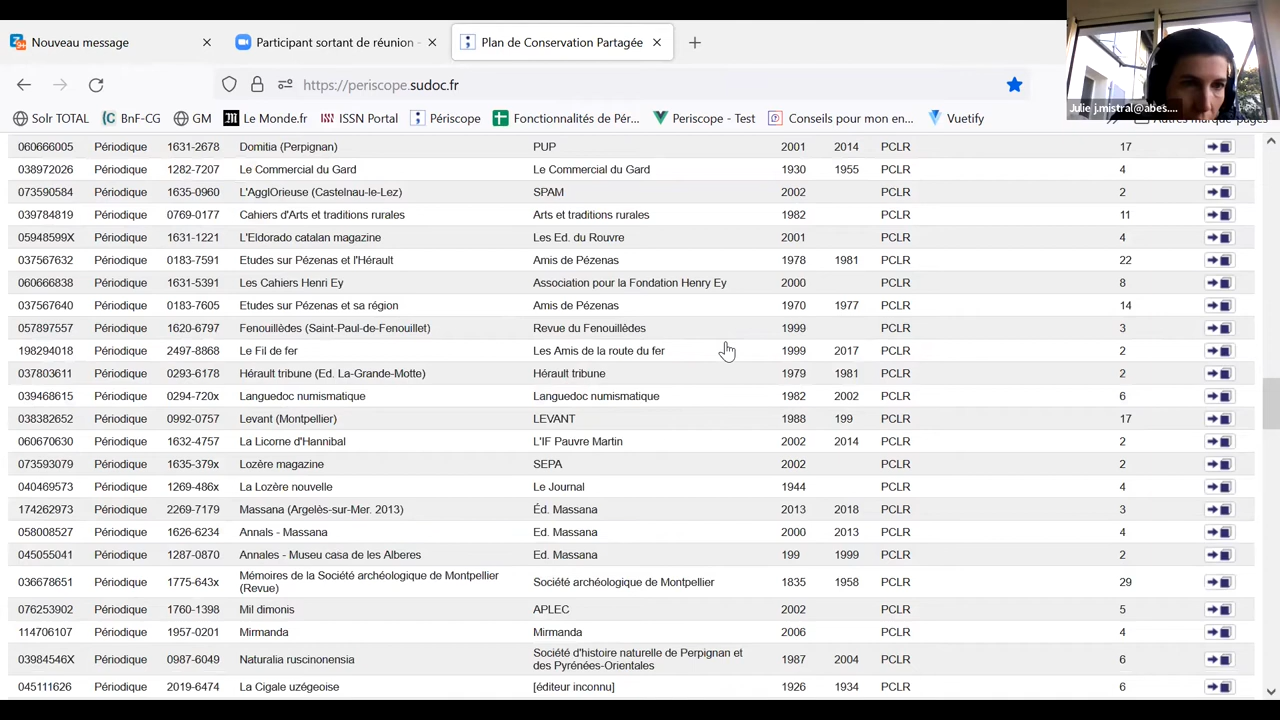 Nouveau message
Participant sortant de réunion -
Plan de Conservation Partagée
https://periscope.sudoc.fr
Solr TOTAL
BnF-CG
GM
Le Monde.fr
ISSN
Fonctionnalités de Pér...
Periscope - Test
Conseils pour mon en...
Vuetify
Autres marque-pages
Julie j.mistral@abes....
060666005 Périodique 1631-2678 Domitia (Perpignan) PUP 2001 2014 PCLR 17
038972026 Périodique 1282-7207 Le Commercial du Gard Le Commercial du Gard 1930 1955 PCLR 4
073590584 Périodique 1635-0960 L'AgglOrieuse (Castelnau-le-Lez) SPAM 2002 PCLR 2
039784819 Périodique 0769-0177 Cahiers d'Arts et traditions rurales Arts et traditions rurales 1982 PCLR 11
05948599X Périodique 1631-1221 L'Eldorado catalan magazine Les Ed. du Rourre PCLR 4
037567632 Périodique 0183-7591 Etudes sur Pézenas et l'Hérault Amis de Pézenas 1978 1981 PCLR 22
060666838 Périodique 1631-5391 Les Cahiers Henri Ey Association pour la Fondation Henry Ey PCLR 8
037567640 Périodique 0183-7605 Etudes sur Pézenas et sa région Amis de Pézenas 1970 1977 PCLR 14
057897557 Périodique 1620-6797 Fenouillèdes (Saint-Paul-de-Fenouillet) Revue du Fenouillèdes 1999 PCLR 3
198294018 Périodique 2497-8868 Le Fil de fer Les Amis de la route du fer 1999 2017 PCLR 2
037803611 Périodique 0293-6178 Hérault tribune (Ed. La-Grande-Motte) Hérault tribune 1979 1981 PCLR 2
039468815 Périodique 0294-720x Languedoc numismatique Languedoc numismatique 2002 PCLR 6
038382652 Périodique 0992-0757 Levant (Montpellier) LEVANT 199 PCLR 17
060670630 Périodique 1632-4757 La Licorne d'Hannibal L'IF Pauvre Martin 2002 2014 PCLR 2
073593079 Périodique 1635-379x Lozère magazine SEPA 2002 PCLR 2
040469573 Périodique 1269-486x La Lozère nouvelle Le Journal 1944 PCLR 4
174262973 Périodique 2269-7179 Massana (Argelès-sur-mer. 2013) Éd. Massana 2013 2018 PCLR 3
058008527 Périodique 1626-6234 Annals - Massana Ed. Massana 2013 PCLR 4
045055041 Périodique 1287-0870 Annales - Museu casa de les Alberes Ed. Massana 199 1999 PCLR 2
036678651 Périodique 1775-643x Mémoires de la Société archéologique de Montpellier Société archéologique de Montpellier 1835 1958 PCLR 29
(Revue)
076253902 Périodique 1760-1398 Mil dimonis APLEC 2002 PCLR 5
114706107 Périodique 1957-0201 Mirmanda Mirmanda PCLR 4
03984546X Périodique 0987-6049 Naturalia ruscinonensia Société d'histoire naturelle de Perpignan et 1987 2004 PCLR 6
des Pyrénées-Orientales
045111626 Périodique 2019-6474 La Cigale uzégeoise [éditeur inconnu] 1934 PCLR 6